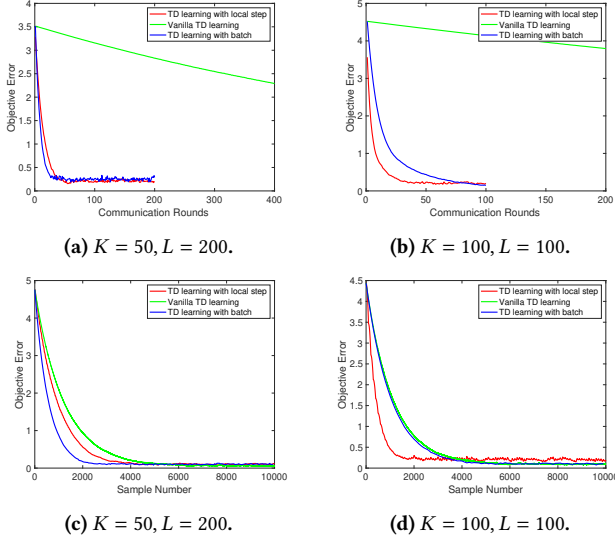 TD learning with local step
Vanilla TD learning
TD learning with batch
Objective Error
4
3.5
3
2.5
2
1.5
1
0.5
0
0 100 200 300 400
Communication Rounds
(a) K = 50, L = 200.
TD learning with local step
Vanilla TD learning
TD learning with batch
Objective Error
5
4
3
2
1
0
0 50 100 150 200
Communication Rounds
(b) K = 100, L = 100.
TD learning with local step
Vanilla TD learning
TD learning with batch
Objective Error
5
4
3
2
1
0
0 2000 4000 6000 8000 10000
Sample Number
(c) K = 50, L = 200.
TD learning with local step
Vanilla TD learning
TD learning with batch
Objective Error
4.5
4
3.5
3
2.5
2
1.5
1
0.5
0
0 2000 4000 6000 8000 10000
Sample Number
(d) K = 100, L = 100.